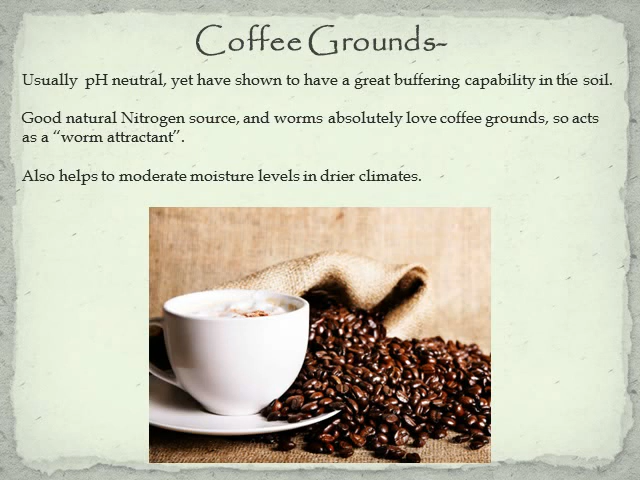 Coffee Grounds-
Usually  pH neutral, yet have shown to have a great buffering capability in the soil.
Good natural Nitrogen source, and worms absolutely love coffee grounds, so acts
as a “worm attractant”.
Also helps to moderate moisture levels in drier climates.